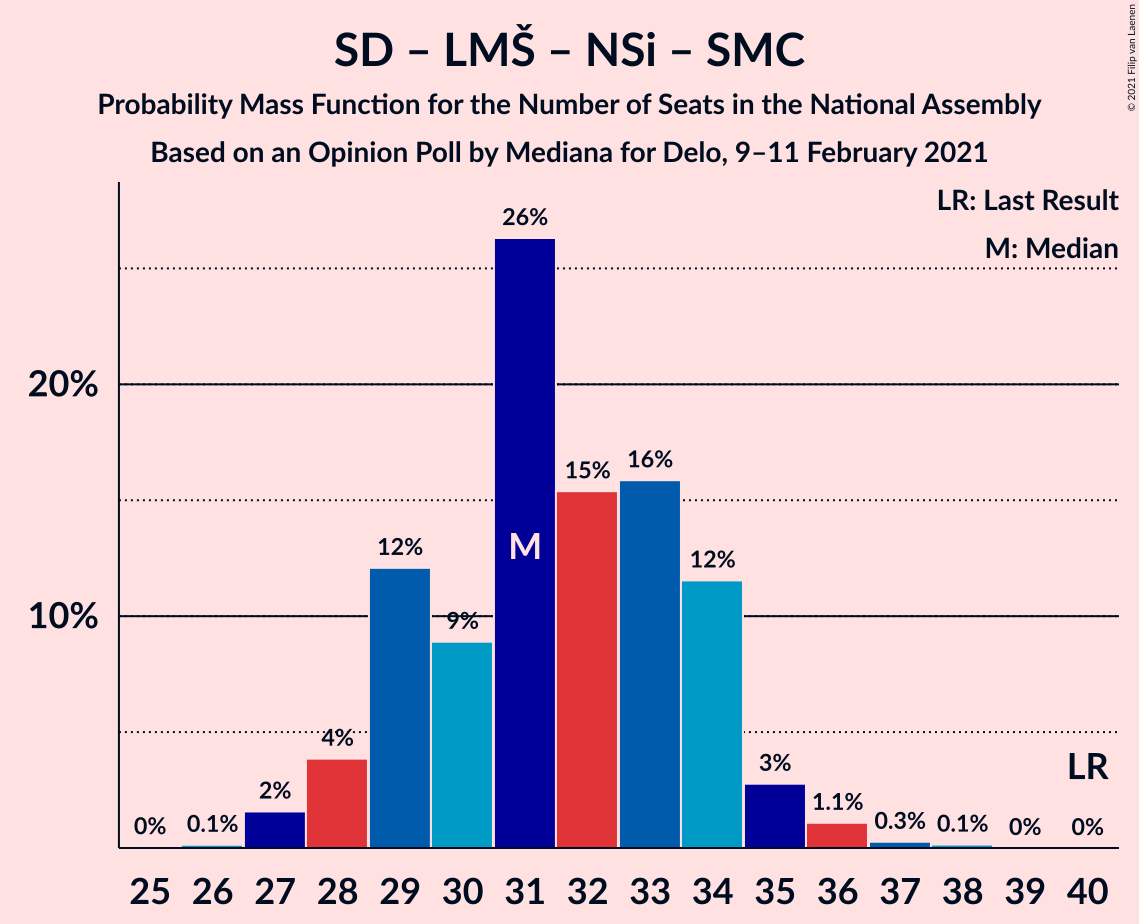 SD – LMŠ – NSi – SMC
Probability Mass Function for the Number of Seats in the National Assembly
Based on an Opinion Poll by Mediana for Delo, 9–11 February 2021
© 2021 Filip van Laenen
LR: Last Result
M: Median
20%
10%
0%
0.1%
2%
4%
12%
9%
26%
M
15%
16%
12%
3%
1.1%
0.3%
0.1%
0%
0%
LR
25 26 27 28 29 30 31 32 33 34 35 36 37 38 39 40